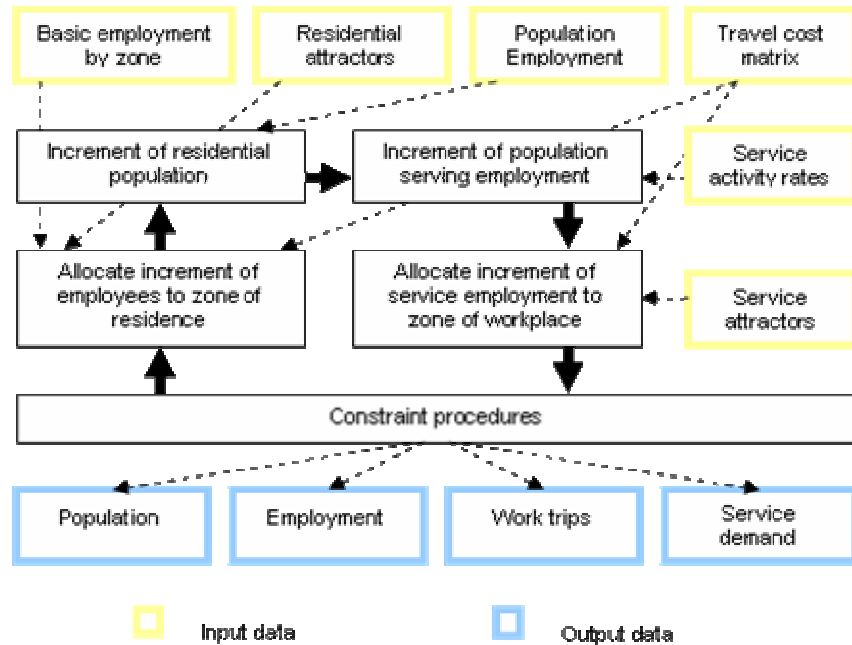 Basic employment
by zone
Residential
attractors
Population
Employment
Travel cost
matrix
Increment of residential
population
Increment of population
serving employment
Service
activity rates
Allocate increment of
employees to zone of
residence
Allocate increment of
service employment to
zone of workplace
Service
attractors
Constraint procedures
Population
Employment
Work trips
Service
demand
Input data
Output data